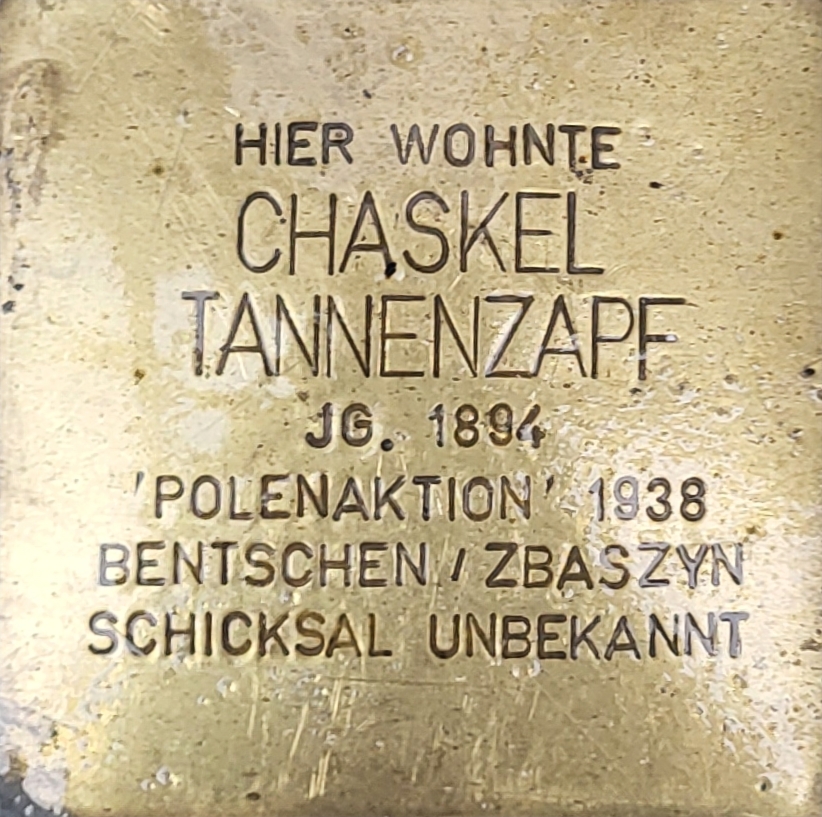 HIER WOHNTE
CHASKEL
TANNENZAPF
JG. 1894
'POLENAKTION' 1938
BENTSCHEN / ZBASZYN
SCHICKSAL UNBEKANNT